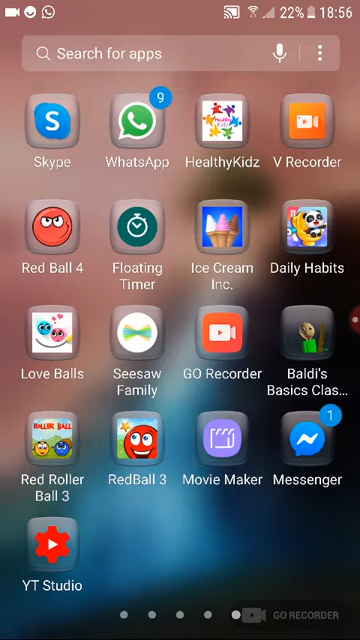 22% 18:56
Search for apps
9
Skype WhatsApp HealthyKidz V Recorder
Red Ball 4 Floating Timer Ice Cream Inc. Daily Habits
Love Balls Seesaw Family GO Recorder Baldi's Basics Clas...
ROLLER BALL
1
Red Roller Ball 3 RedBall 3 Movie Maker Messenger
YT Studio
GO RECORDER